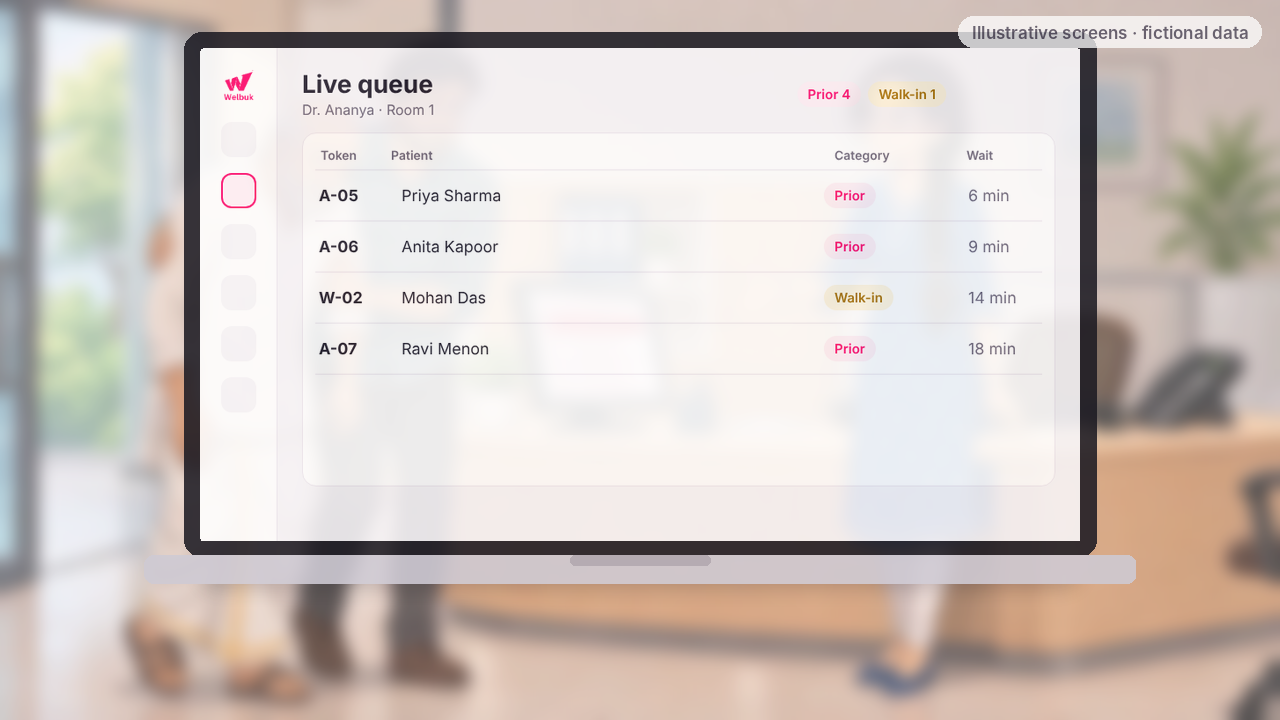 Illustrative screens · fictional data
Welbuk
Live queue
Dr. Ananya · Room 1
Prior 4 Walk-in 1
Token Patient Category Wait
A-05 Priya Sharma Prior 6 min
A-06 Anita Kapoor Prior 9 min
W-02 Mohan Das Walk-in 14 min
A-07 Ravi Menon Prior 18 min